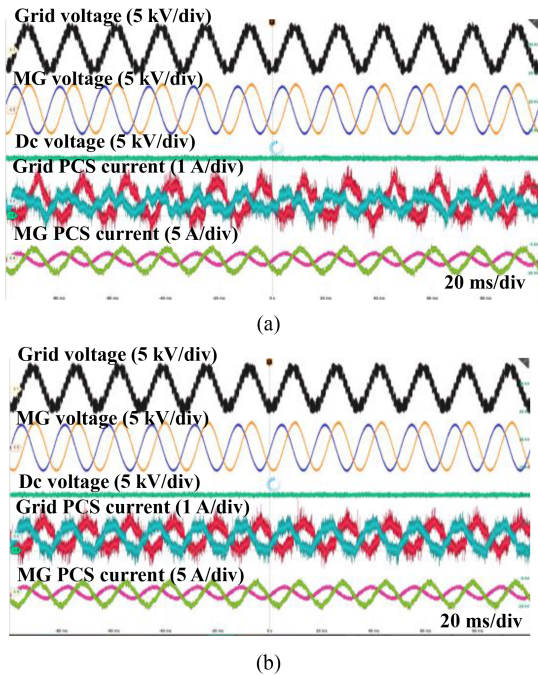 Grid voltage (5 kV/div)
MG voltage (5 kV/div)
Dc voltage (5 kV/div)
Grid PCS current (1 A/div)
MG PCS current (5 A/div)
20 ms/div
(a)
Grid voltage (5 kV/div)
MG voltage (5 kV/div)
Dc voltage (5 kV/div)
Grid PCS current (1 A/div)
MG PCS current (5 A/div)
20 ms/div
(b)